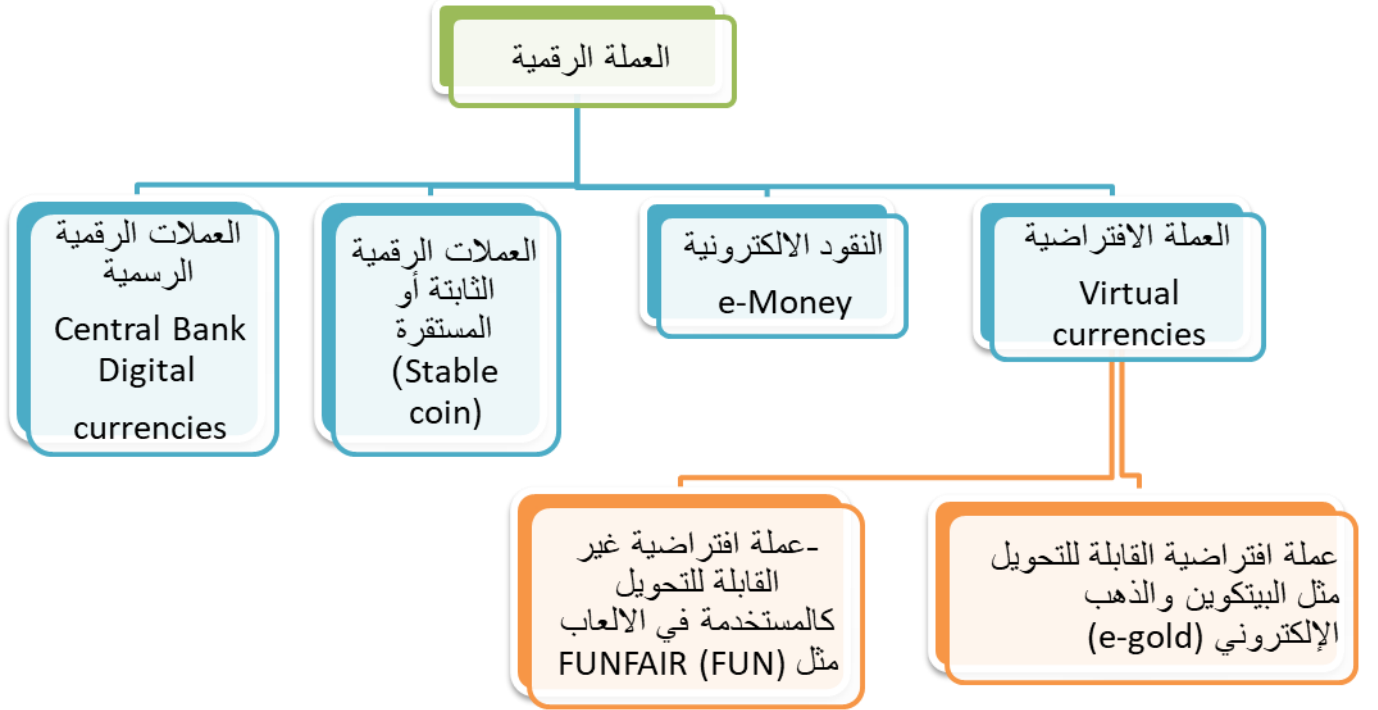 العملة الرقمية
العملة الافتراضية
Virtual
currencies
النقود الالكترونية
e-Money
العملات الرقمية
الثابتة أو
المستقرة
(Stable
coin)
العملات الرقمية
الرسمية
Central Bank
Digital
currencies
عملة افتراضية القابلة للتحويل
مثل البيتكوين والذهب
الإلكتروني (e-gold)
-عملة افتراضية غير
القابلة للتحويل
كالمستخدمة في الالعاب
مثل FUNFAIR (FUN)